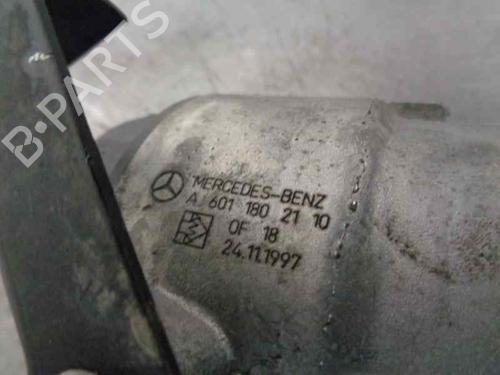 B-PARTS
MERCEDES-BENZ
A 601 180 21 10
OF 18
24.11.1997